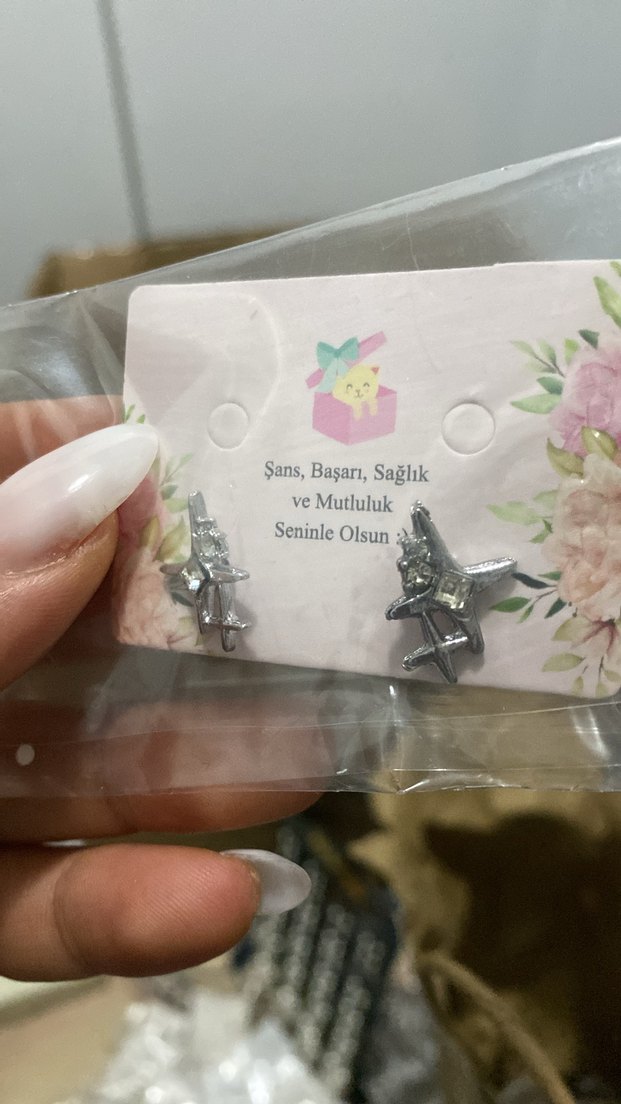 Şans, Başarı, Sağlık
ve Mutluluk
Seninle Olsun :)